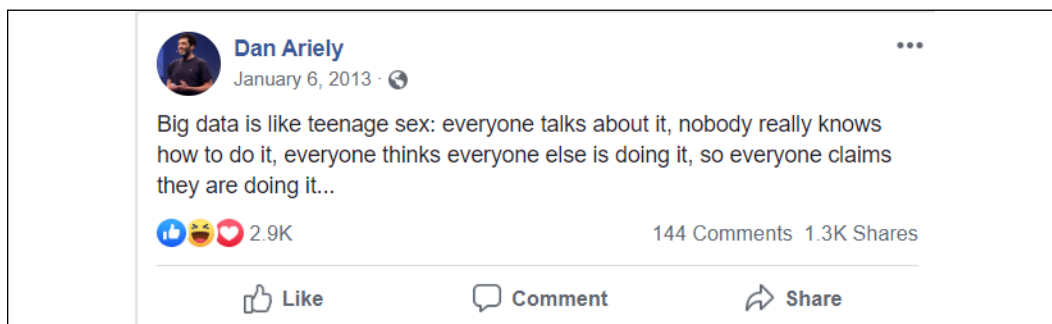 Dan Ariely
January 6, 2013 ·
Big data is like teenage sex: everyone talks about it, nobody really knows
how to do it, everyone thinks everyone else is doing it, so everyone claims
they are doing it...
2.9K 144 Comments 1.3K Shares
Like Comment Share